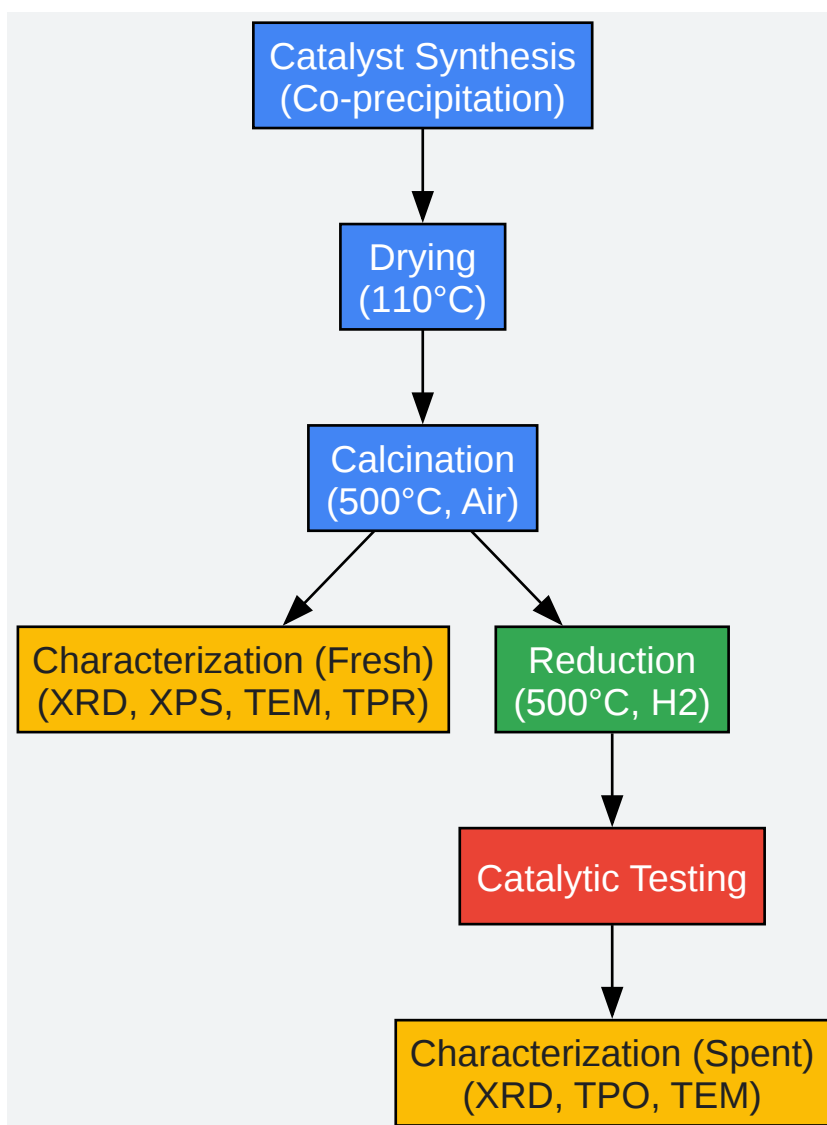 Catalyst Synthesis
(Co-precipitation)
Drying
(110°C)
Calcination
(500°C, Air)
Characterization (Fresh)
(XRD, XPS, TEM, TPR)
Reduction
(500°C, H2)
Catalytic Testing
Characterization (Spent)
(XRD, TPO, TEM)